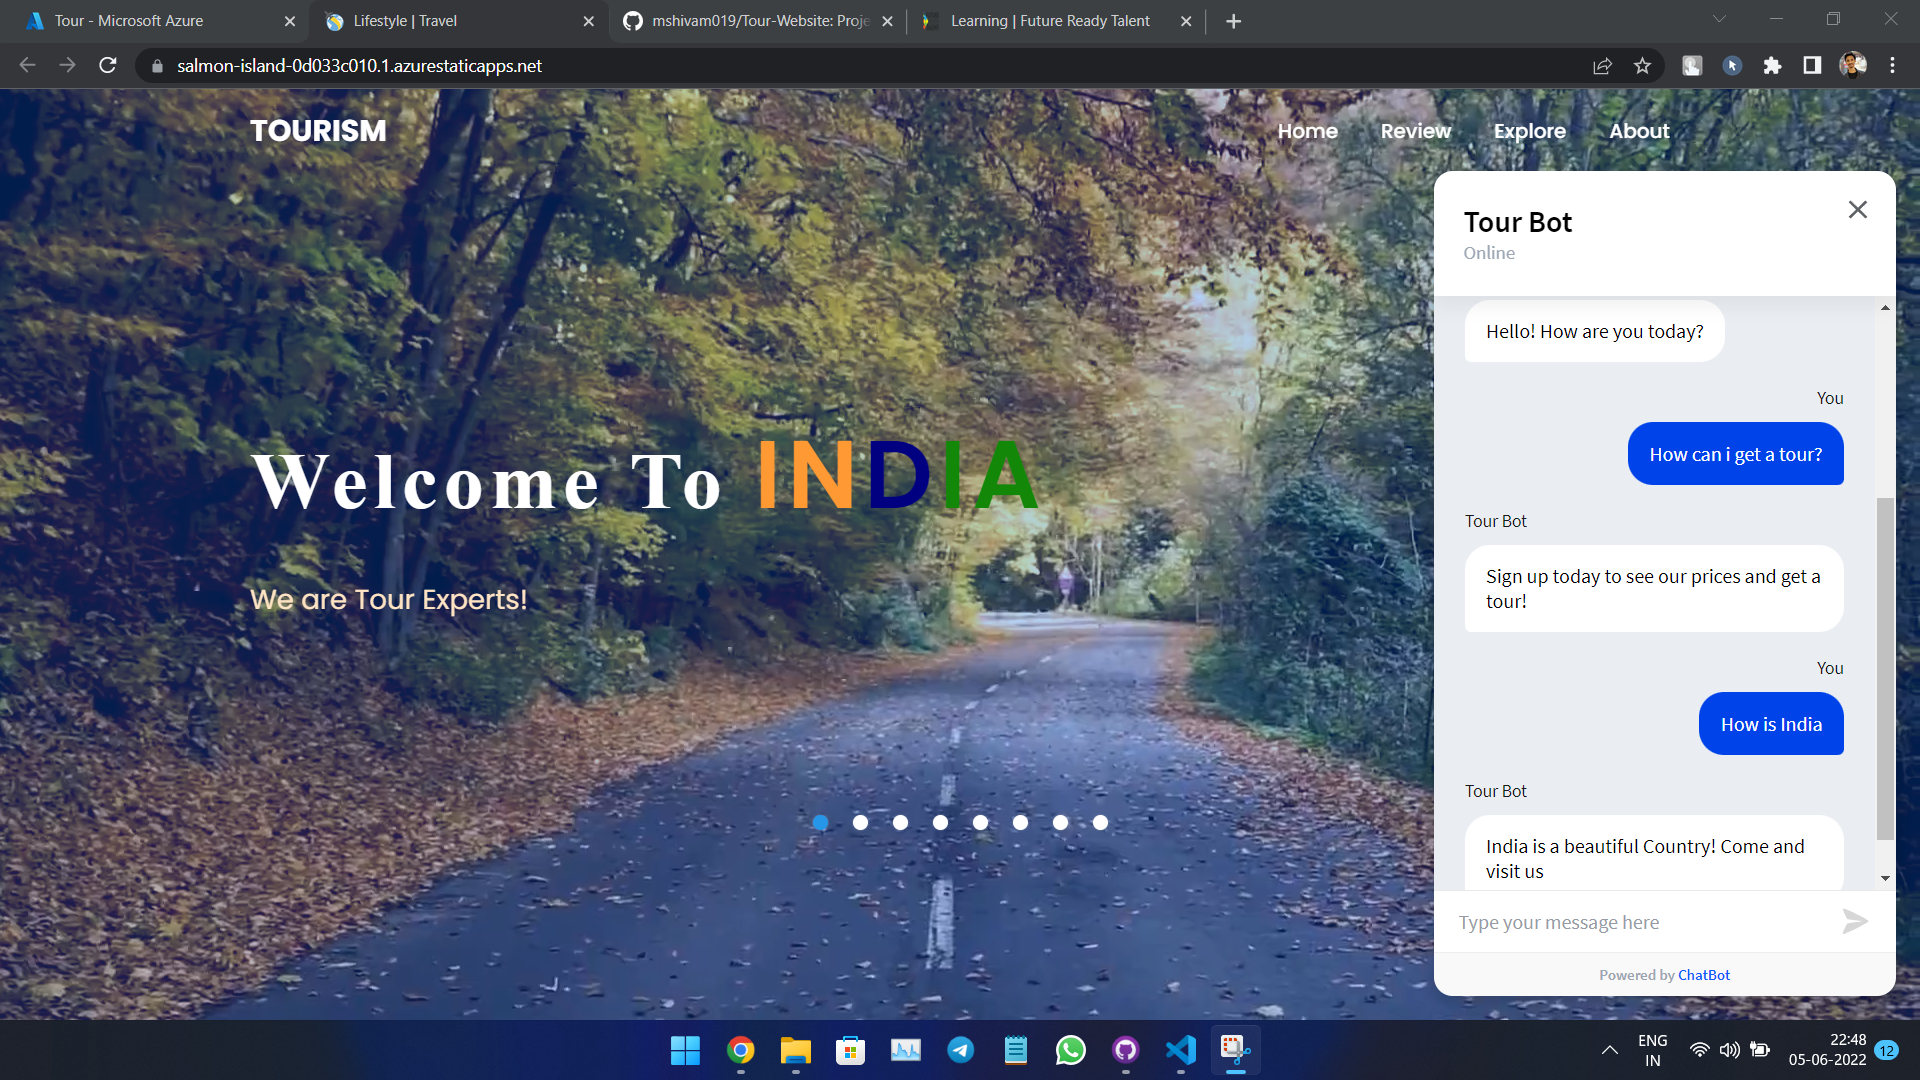 Tour - Microsoft Azure
Lifestyle | Travel
mshivam019/Tour-Website: Proje
Learning | Future Ready Talent
salmon-island-0d033c010.1.azurestaticapps.net
TOURISM
Home
Review
Explore
About
Tour Bot
Online
Hello! How are you today?
You
How can i get a tour?
Welcome To INDIA
Tour Bot
Sign up today to see our prices and get a
tour!
We are Tour Experts!
You
How is India
Tour Bot
India is a beautiful Country! Come and
visit us
Type your message here
Powered by ChatBot
ENG
IN
22:48
05-06-2022
12